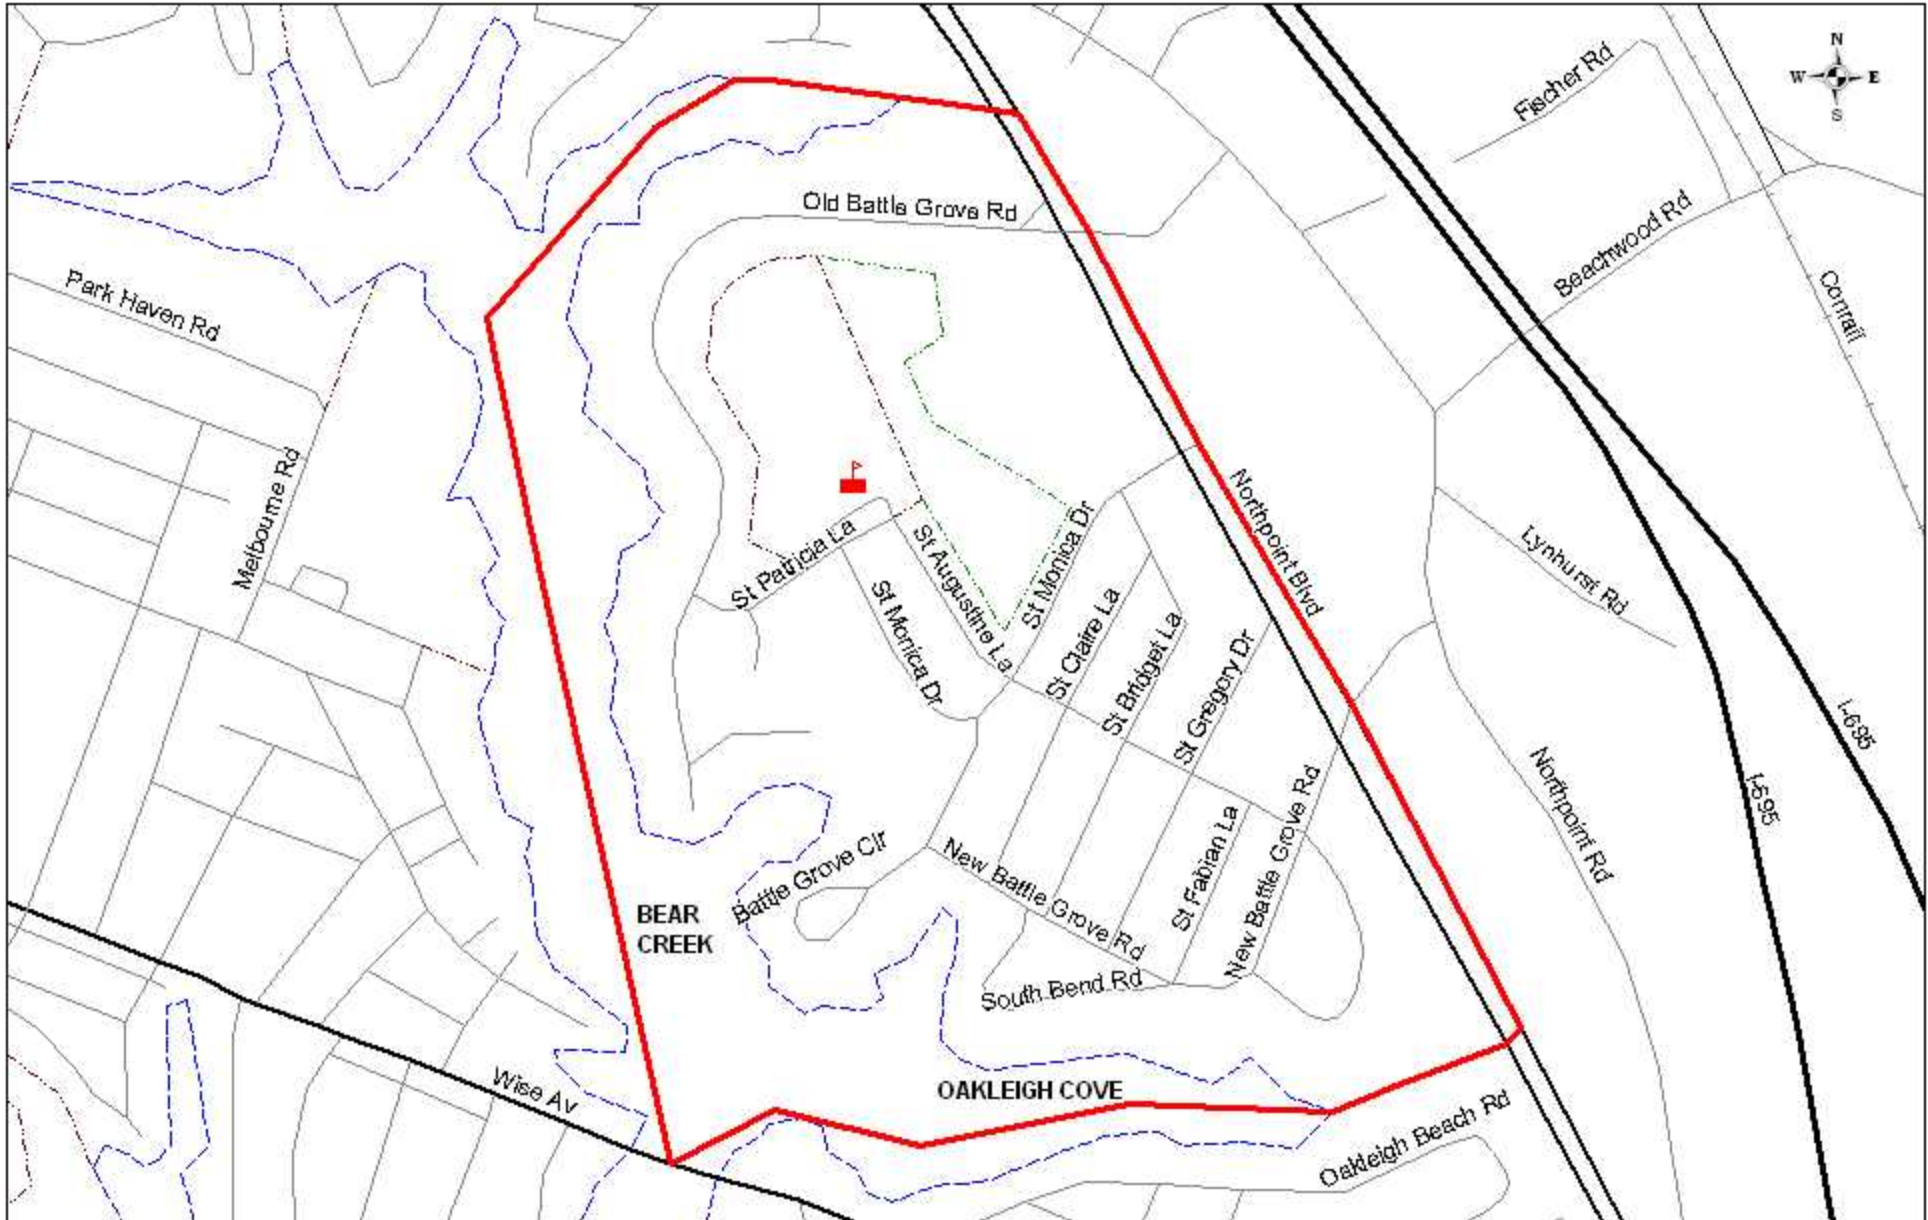 N
W E
S
Fischer Rd
Old Battle Grove Rd
Beachwood Rd
Park Haven Rd
Conrail
Melbourne Rd
Northpoint Blvd
St Patricia La
St Augustine La
St Monica Dr
Lynhurst Rd
St Monica Dr
St Claire La
St Bridget La
St Gregory Dr
I-695
I-695
Northpoint Rd
Battle Grove Cir
New Battle Grove Rd
St Fabian La
New Battle Grove Rd
BEAR
CREEK
South Bend Rd
Wise Av
OAKLEIGH COVE
Oakleigh Beach Rd